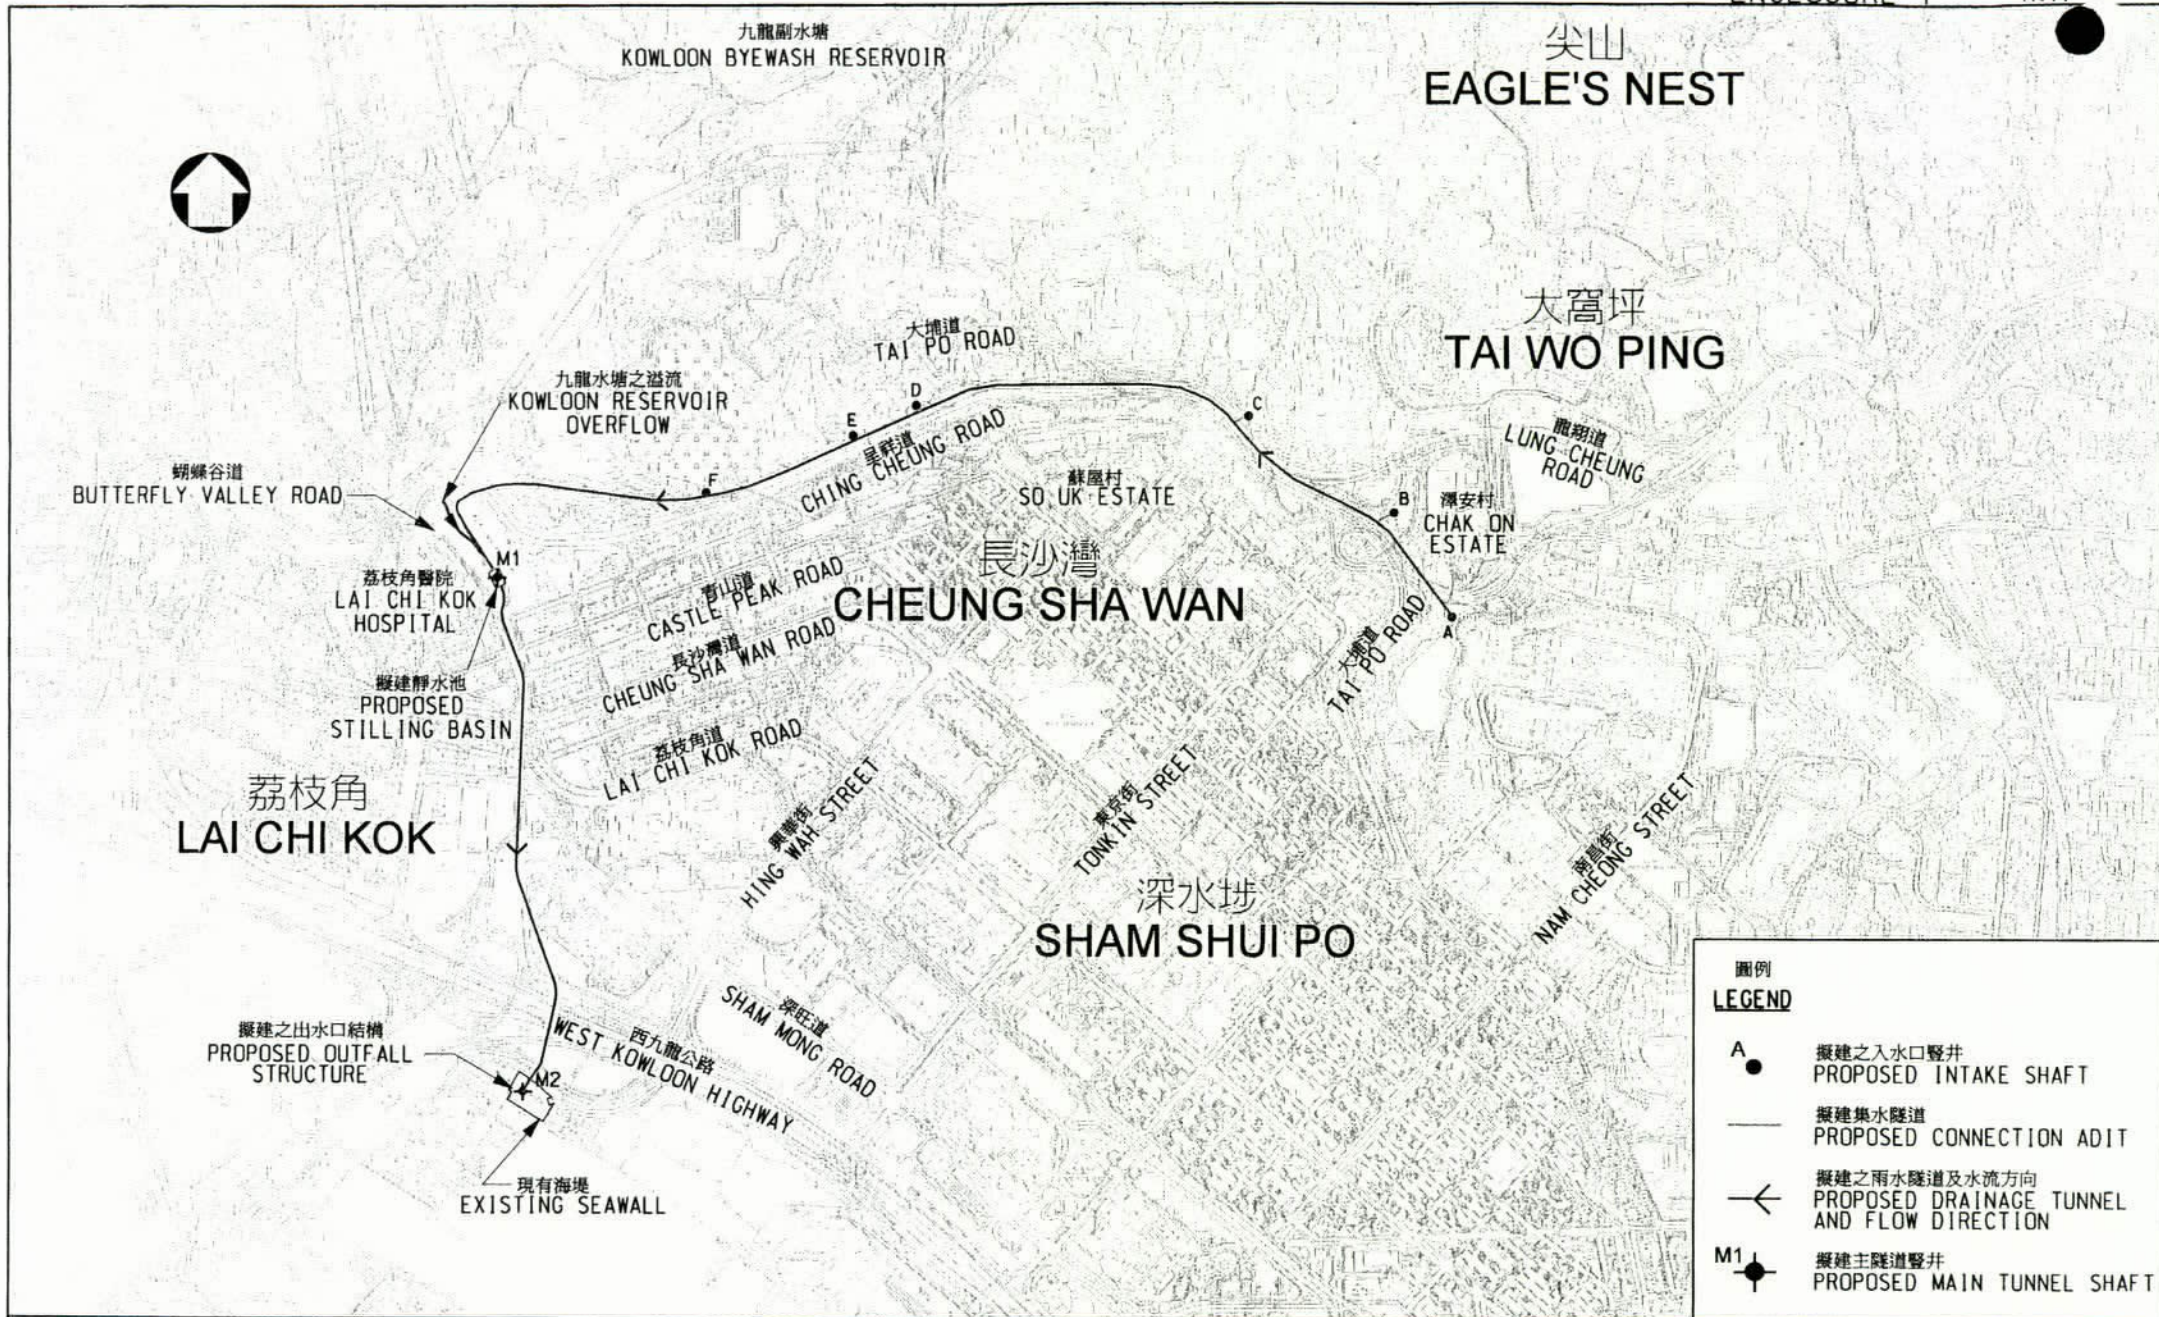 九龍副水塘
KOWLOON BYEWASH RESERVOIR
尖山
EAGLE'S NEST
大窩坪
TAI WO PING
大埔道
TAI PO ROAD
九龍水塘之溢流
KOWLOON RESERVOIR
OVERFLOW
D
C
E
呈祥道
CHING CHEUNG ROAD
龍翔道
LUNG CHEUNG
ROAD
蝴蝶谷道
BUTTERFLY VALLEY ROAD
F
蘇屋村
SO UK ESTATE
B
澤安村
CHAK ON
ESTATE
M1
荔枝角醫院
LAI CHI KOK
HOSPITAL
青山道
CASTLE PEAK ROAD
長沙灣
CHEUNG SHA WAN
A
擬建靜水池
PROPOSED
STILLING BASIN
長沙灣道
CHEUNG SHA WAN ROAD
大埔道
TAI PO ROAD
荔枝角道
LAI CHI KOK ROAD
荔枝角
LAI CHI KOK
興華街
HING WAH STREET
東京街
TONKIN STREET
南昌街
NAM CHEONG STREET
深水埗
SHAM SHUI PO
深旺道
SHAM MONG ROAD
西九龍公路
WEST KOWLOON HIGHWAY
擬建之出水口結構
PROPOSED OUTFALL
STRUCTURE
M2
現有海堤
EXISTING SEAWALL
圖例
LEGEND
A
擬建之入水口豎井
PROPOSED INTAKE SHAFT
擬建集水隧道
PROPOSED CONNECTION ADIT
擬建之雨水隧道及水流方向
PROPOSED DRAINAGE TUNNEL
AND FLOW DIRECTION
M1
擬建主隧道豎井
PROPOSED MAIN TUNNEL SHAFT